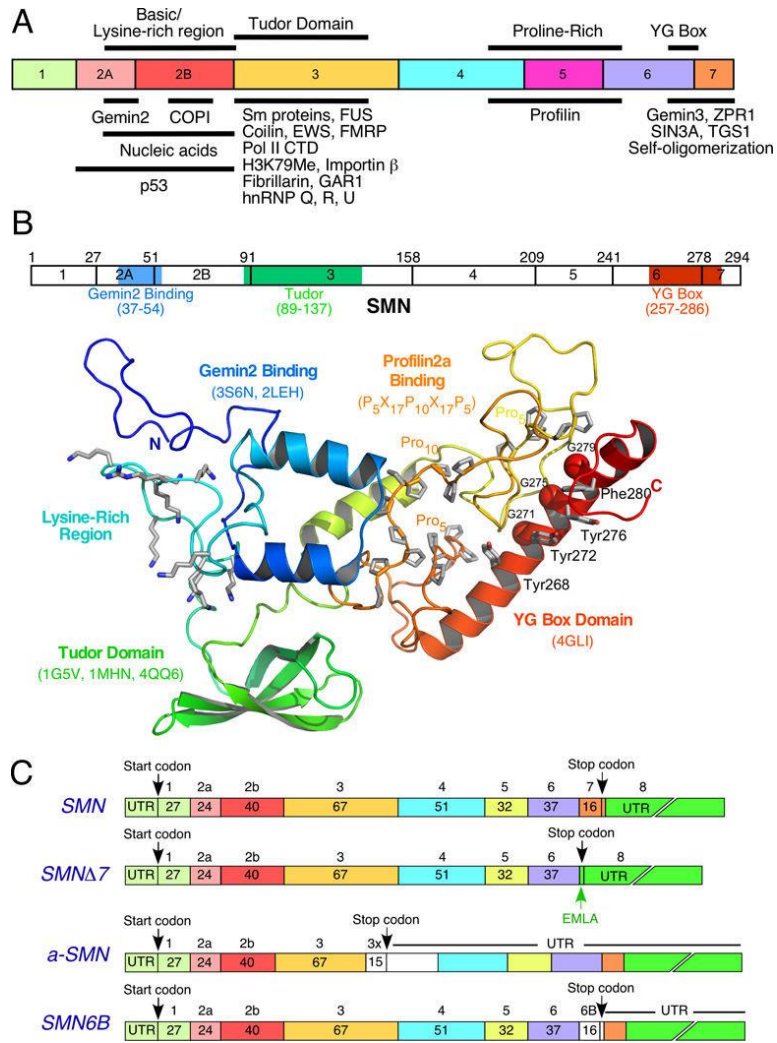 A
Basic/
Lysine-rich region
Tudor Domain
Proline-Rich
YG Box
1 2A 2B 3 4 5 6 7
Gemin2 COPI
Nucleic acids
p53
Sm proteins, FUS
Coilin, EWS, FMRP
Pol II CTD
H3K79Me, Importin β
Fibrillarin, GAR1
hnRNP Q, R, U
Profilin
Gemin3, ZPR1
SIN3A, TGS1
Self-oligomerization
B
1 27 51 91 158 209 241 278 294
1 2A 2B 3 4 5 6 7
Gemin2 Binding
(37-54)
Tudor
(89-137)
SMN
YG Box
(257-286)
Gemin2 Binding
(3S6N, 2LEH)
Profilin2a
Binding
(P5X17P10X17P5)
Pro5
N
Pro10
G279
C
G275
Phe280
Lysine-Rich
Region
G271
Pro5
Tyr276
Tyr272
Tyr268
YG Box Domain
(4GLI)
Tudor Domain
(1G5V, 1MHN, 4QQ6)
C
Start codon
Stop codon
1 2a 2b 3 4 5 6 7 8
SMN
UTR 27 24 40 67 51 32 37 16 UTR
Start codon
Stop codon
1 2a 2b 3 4 5 6 8
SMNΔ7
UTR 27 24 40 67 51 32 37 UTR
EMLA
Start codon
Stop codon
1 2a 2b 3 3x UTR
a-SMN
UTR 27 24 40 67 15
Start codon
Stop codon
1 2a 2b 3 4 5 6 6B UTR
SMN6B
UTR 27 24 40 67 51 32 37 16